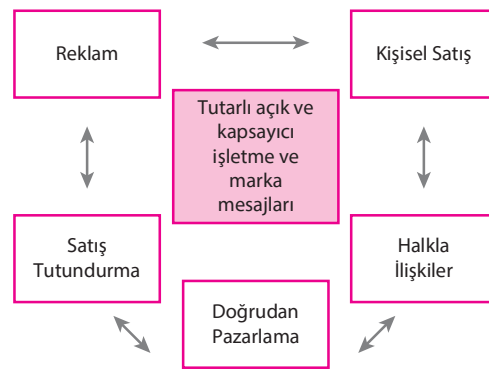 Reklam
Kişisel Satış
Tutarlı açık ve
kapsayıcı
işletme ve
marka
mesajları
Satış
Tutundurma
Halkla
İlişkiler
Doğrudan
Pazarlama